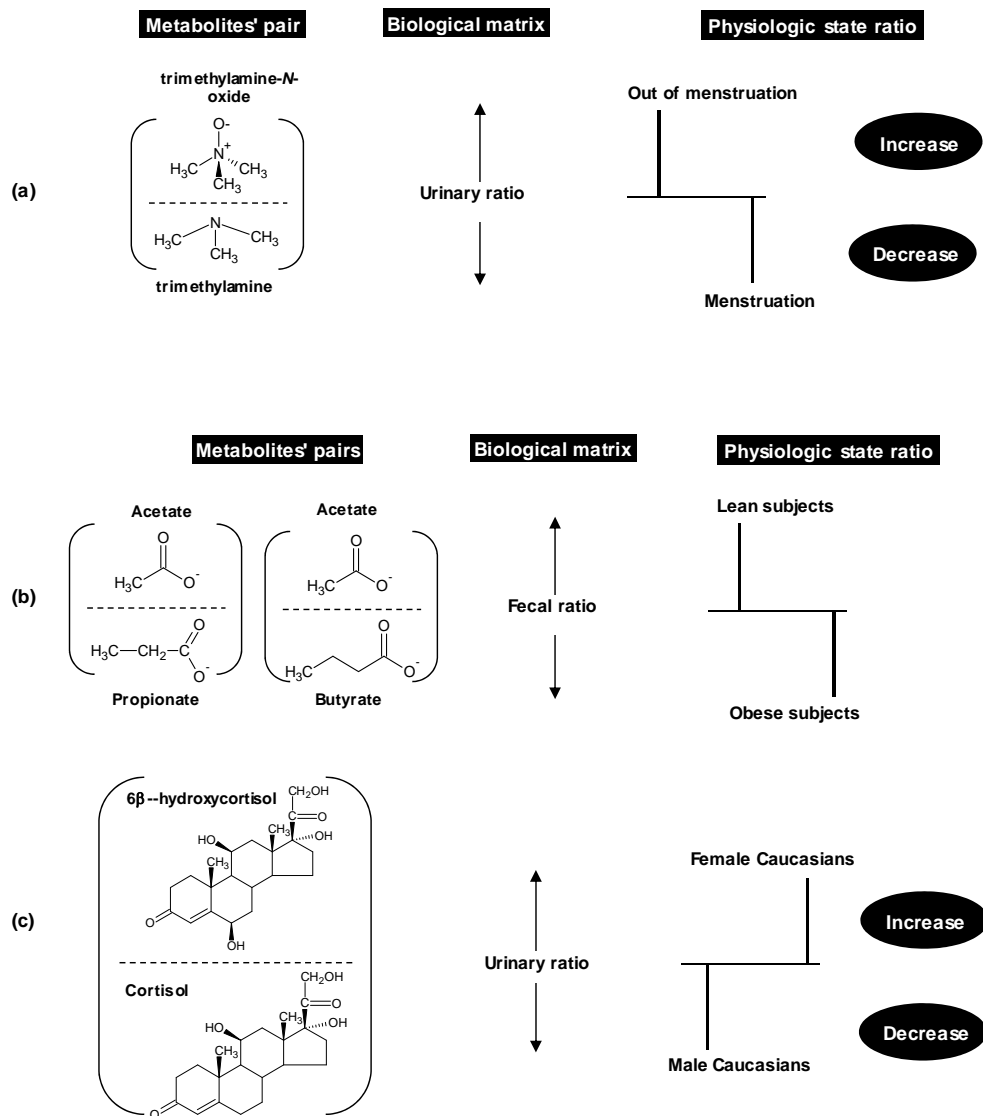 Metabolites' pair
Biological matrix
Physiologic state ratio
trimethylamine-N-
oxide
O-
N+
H3C
CH3
CH3
N
H3C
CH3
CH3
trimethylamine
(a)
Urinary ratio
Out of menstruation
Menstruation
Increase
Decrease
Metabolites' pairs
Biological matrix
Physiologic state ratio
(b)
Acetate
O
H3C
O-
O
H3C—CH2—C
O-
Propionate
Acetate
O
H3C
O-
O
H3C
O-
Butyrate
Fecal ratio
Lean subjects
Obese subjects
(c)
6β--hydroxycortisol
CH2OH
C
O
CH3
OH
HO
CH3
O
OH
Cortisol
CH2OH
C
O
CH3
OH
HO
CH3
O
Urinary ratio
Female Caucasians
Male Caucasians
Increase
Decrease